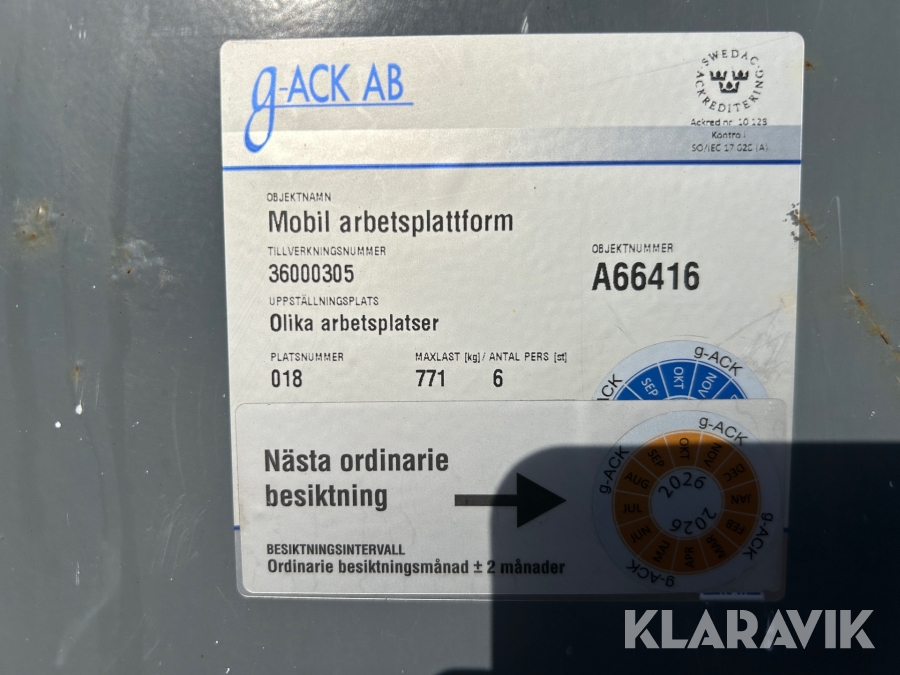 g-ACK AB
SWEDAC ACKREDITERING
Ackred nr 10 128
Kontroll
SO/IEC 17 020 (A)
OBJEKTNAMN
Mobil arbetsplattform
TILLVERKNINGSNUMMER
36000305
OBJEKTNUMMER
A66416
UPPSTÄLLNINGSPLATS
Olika arbetsplatser
PLATSNUMMER
018
MAXLAST [kg] / ANTAL PERS [st]
771 6
g-ACK
SEP OKT NOV
Nästa ordinarie
besiktning
g-ACK g-ACK g-ACK g-ACK
JAN FEB MAR APR MAJ JUN JUL AUG SEP OKT NOV DEC
2026
2026
BESIKTNINGSINTERVALL
Ordinarie besiktningsmånad ± 2 månader
KLARAVIK